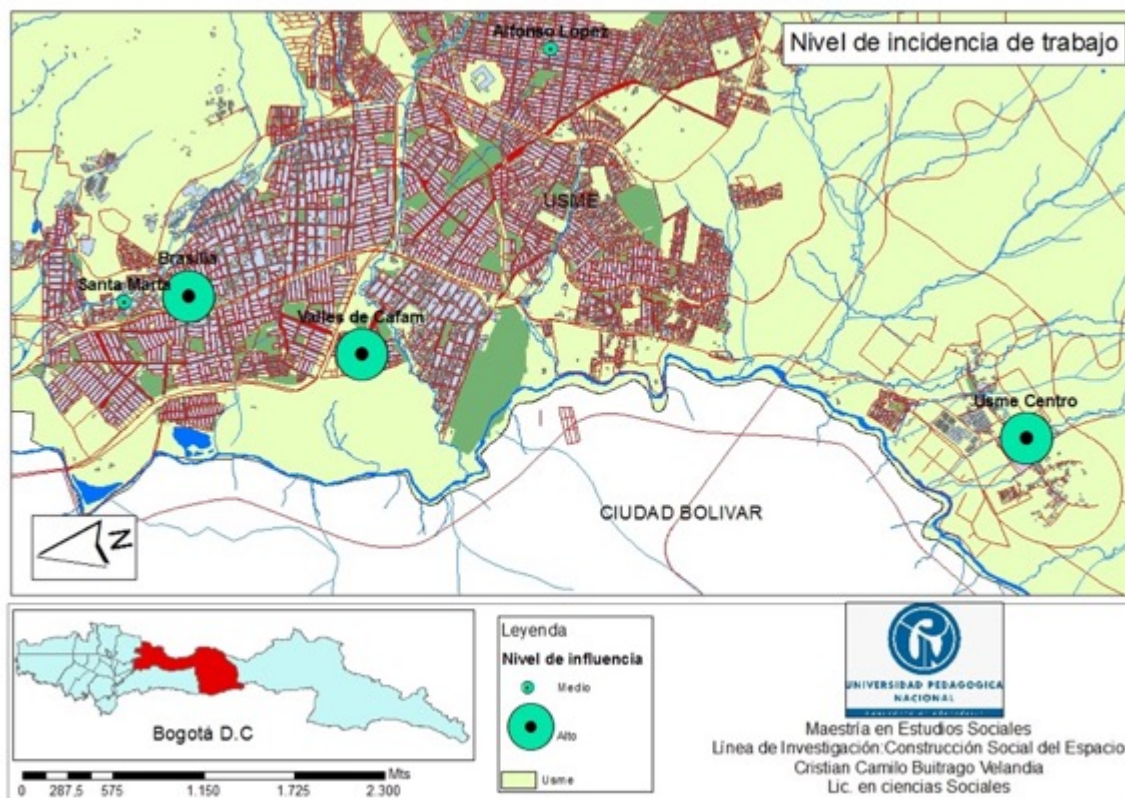 Nivel de incidencia de trabajo
Alfonso López
USME
Brasilia
Santa Marta
Valles de Cafam
Usme Centro
CIUDAD BOLIVAR
N
Bogotá D.C
Mts
0 287,5 575 1.150 1.725 2.300
Leyenda
Nivel de influencia
Medio
Alto
Usme
UNIVERSIDAD PEDAGOGICA
NACIONAL
Maestría en Estudios Sociales
Línea de Investigación:Construcción Social del Espacio
Cristian Camilo Buitrago Velandia
Lic. en ciencias Sociales